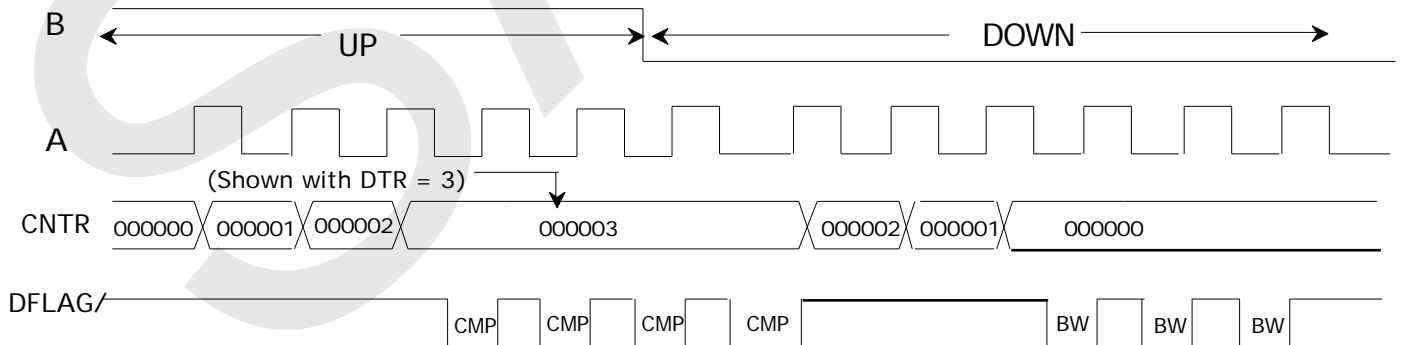 B
UP
DOWN
A
(Shown with DTR = 3)
CNTR 000000 000001 000002 000003 000002 000001 000000
DFLAG/ CMP CMP CMP CMP BW BW BW